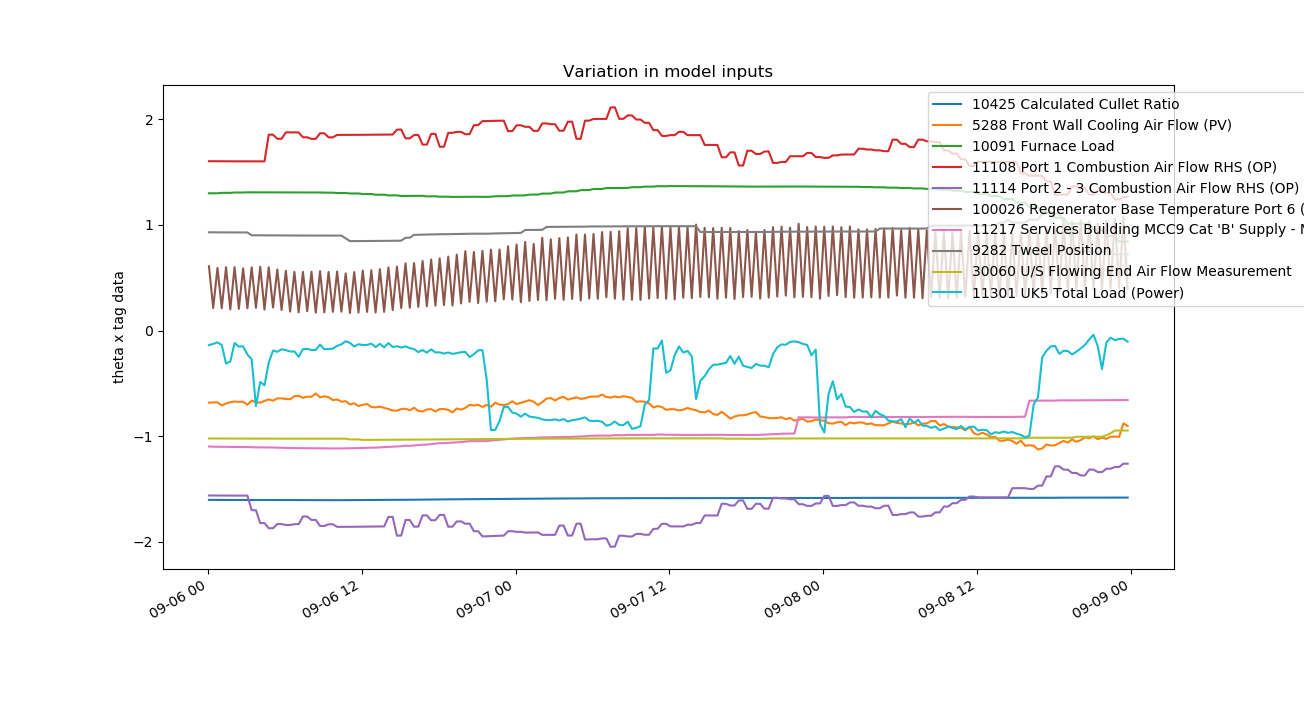 Variation in model inputs
theta x tag data
2
1
0
−1
−2
09-06 00
09-06 12
09-07 00
09-07 12
09-08 00
09-08 12
09-09 00
10425 Calculated Cullet Ratio
5288 Front Wall Cooling Air Flow (PV)
10091 Furnace Load
11108 Port 1 Combustion Air Flow RHS (OP)
11114 Port 2 - 3 Combustion Air Flow RHS (OP)
100026 Regenerator Base Temperature Port 6 (
11217 Services Building MCC9 Cat 'B' Supply -
9282 Tweel Position
30060 U/S Flowing End Air Flow Measurement
11301 UK5 Total Load (Power)